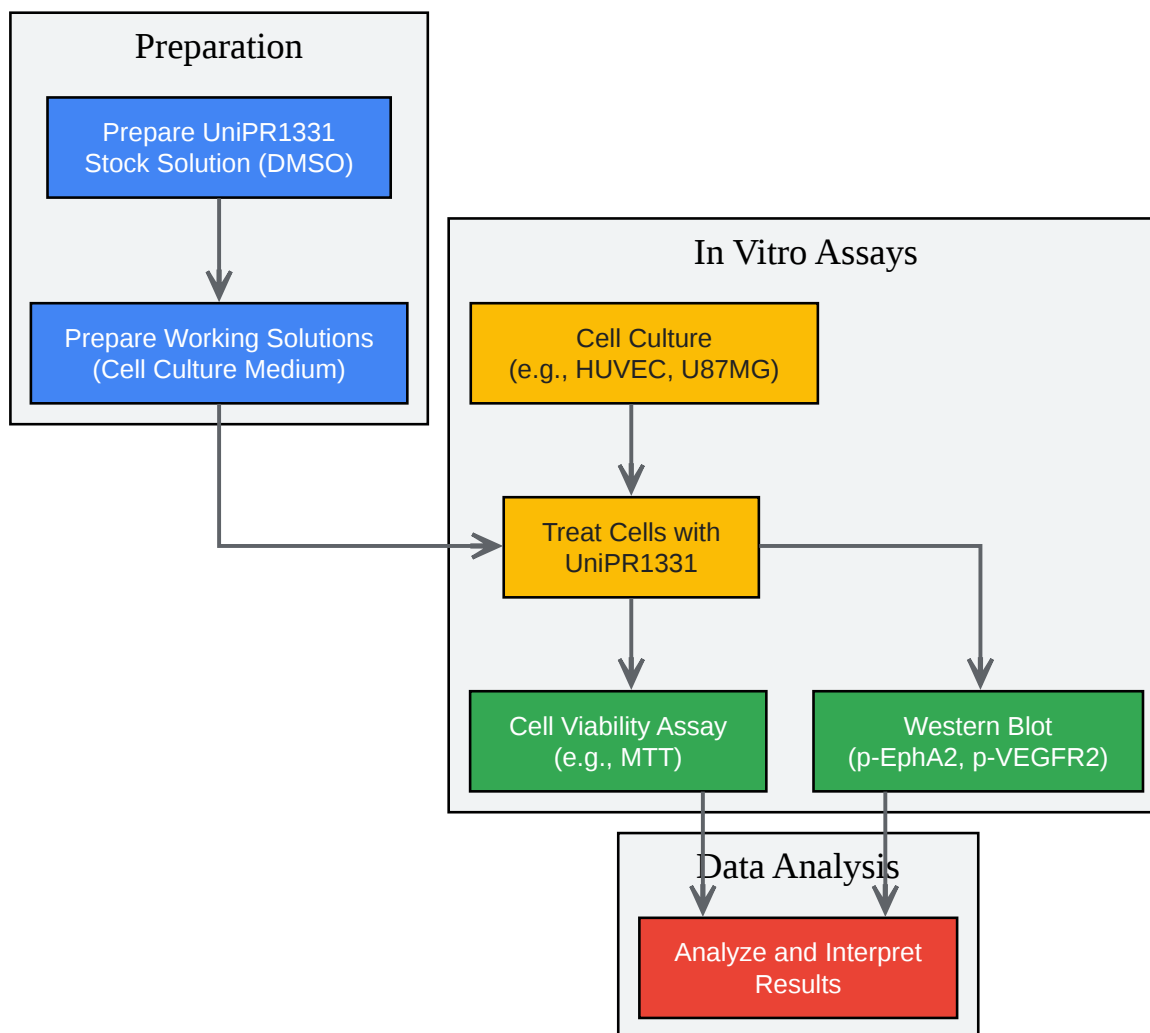 Preparation
Prepare UniPR1331
Stock Solution (DMSO)
Prepare Working Solutions
(Cell Culture Medium)
In Vitro Assays
Cell Culture
(e.g., HUVEC, U87MG)
Treat Cells with
UniPR1331
Cell Viability Assay
(e.g., MTT)
Western Blot
(p-EphA2, p-VEGFR2)
Data Analysis
Analyze and Interpret
Results